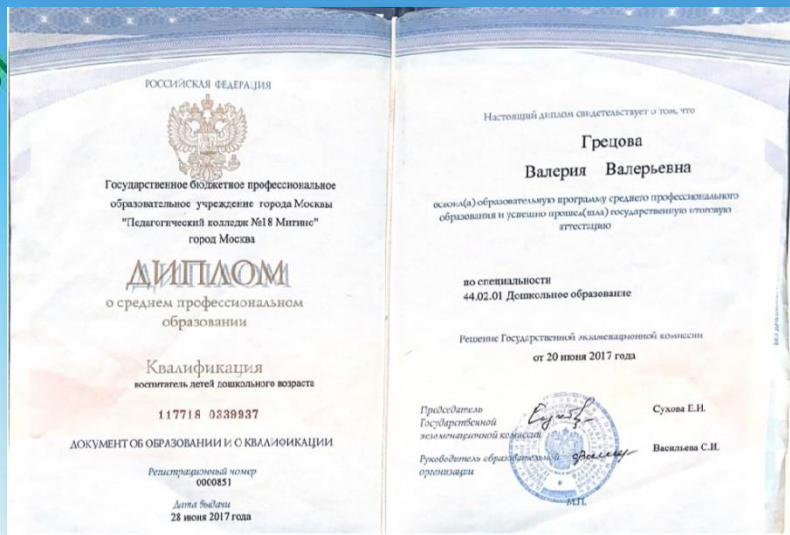 РОССИЙСКАЯ ФЕДЕРАЦИЯ
Государственное бюджетное профессиональное
образовательное учреждение города Москвы
"Педагогический колледж №18 Митино"
город Москва
ДИПЛОМ
о среднем профессиональном
образовании
Квалификация
воспитатель детей дошкольного возраста
117718 0339937
ДОКУМЕНТ ОБ ОБРАЗОВАНИИ И О КВАЛИФИКАЦИИ
Регистрационный номер
0000851
Дата выдачи
28 июня 2017 года
Настоящий диплом свидетельствует о том, что
Грецова
Валерия Валерьевна
освоил(а) образовательную программу среднего профессионального
образования и успешно прошел(шла) государственную итоговую
аттестацию
по специальности
44.02.01 Дошкольное образование
Решение Государственной экзаменационной комиссии
от 20 июня 2017 года
Председатель
Государственной
экзаменационной комиссии
Сухова Е.И.
Руководитель образовательной
организации
Васильева С.И.
М.П.